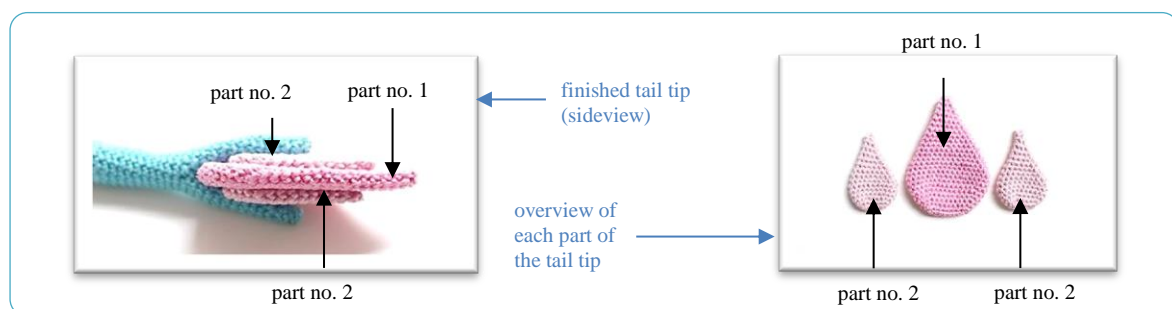 part no. 2
part no. 1
part no. 2
finished tail tip
(sideview)
overview of
each part of
the tail tip
part no. 1
part no. 2
part no. 2